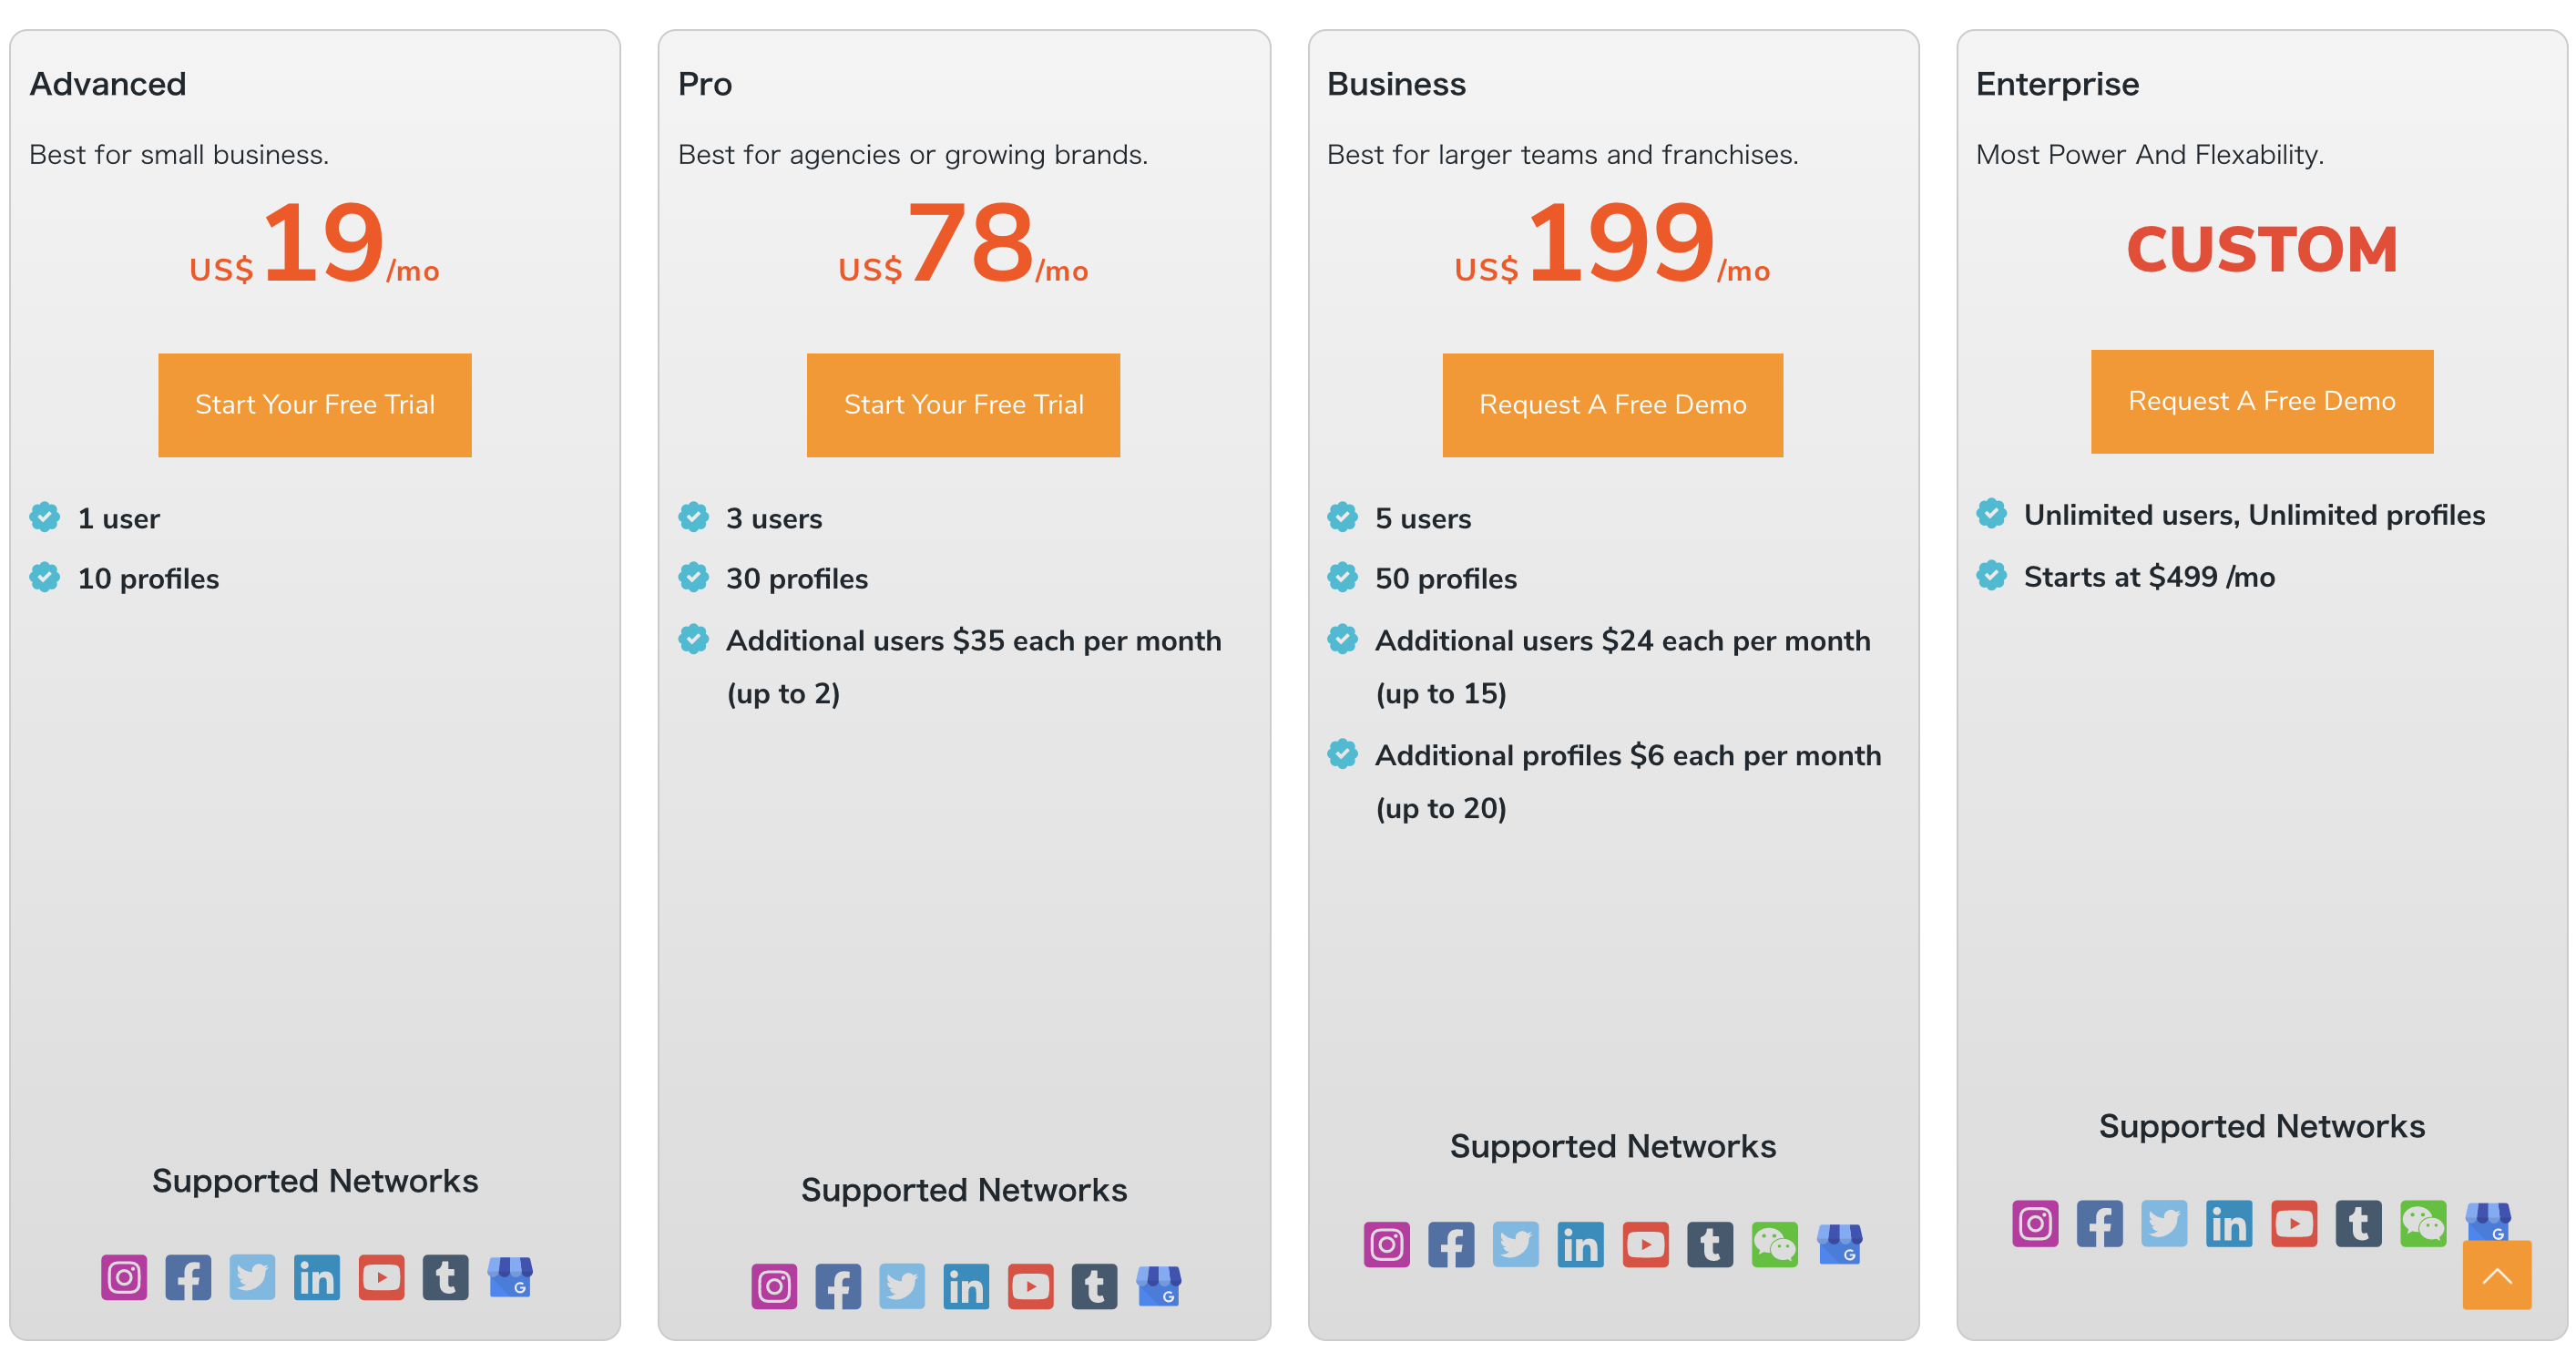 Advanced
Best for small business.
US$19/mo
Start Your Free Trial
1 user
10 profiles
Supported Networks
Pro
Best for agencies or growing brands.
US$78/mo
Start Your Free Trial
3 users
30 profiles
Additional users $35 each per month
(up to 2)
Supported Networks
Business
Best for larger teams and franchises.
US$199/mo
Request A Free Demo
5 users
50 profiles
Additional users $24 each per month
(up to 15)
Additional profiles $6 each per month
(up to 20)
Supported Networks
Enterprise
Most Power And Flexability.
CUSTOM
Request A Free Demo
Unlimited users, Unlimited profiles
Starts at $499 /mo
Supported Networks